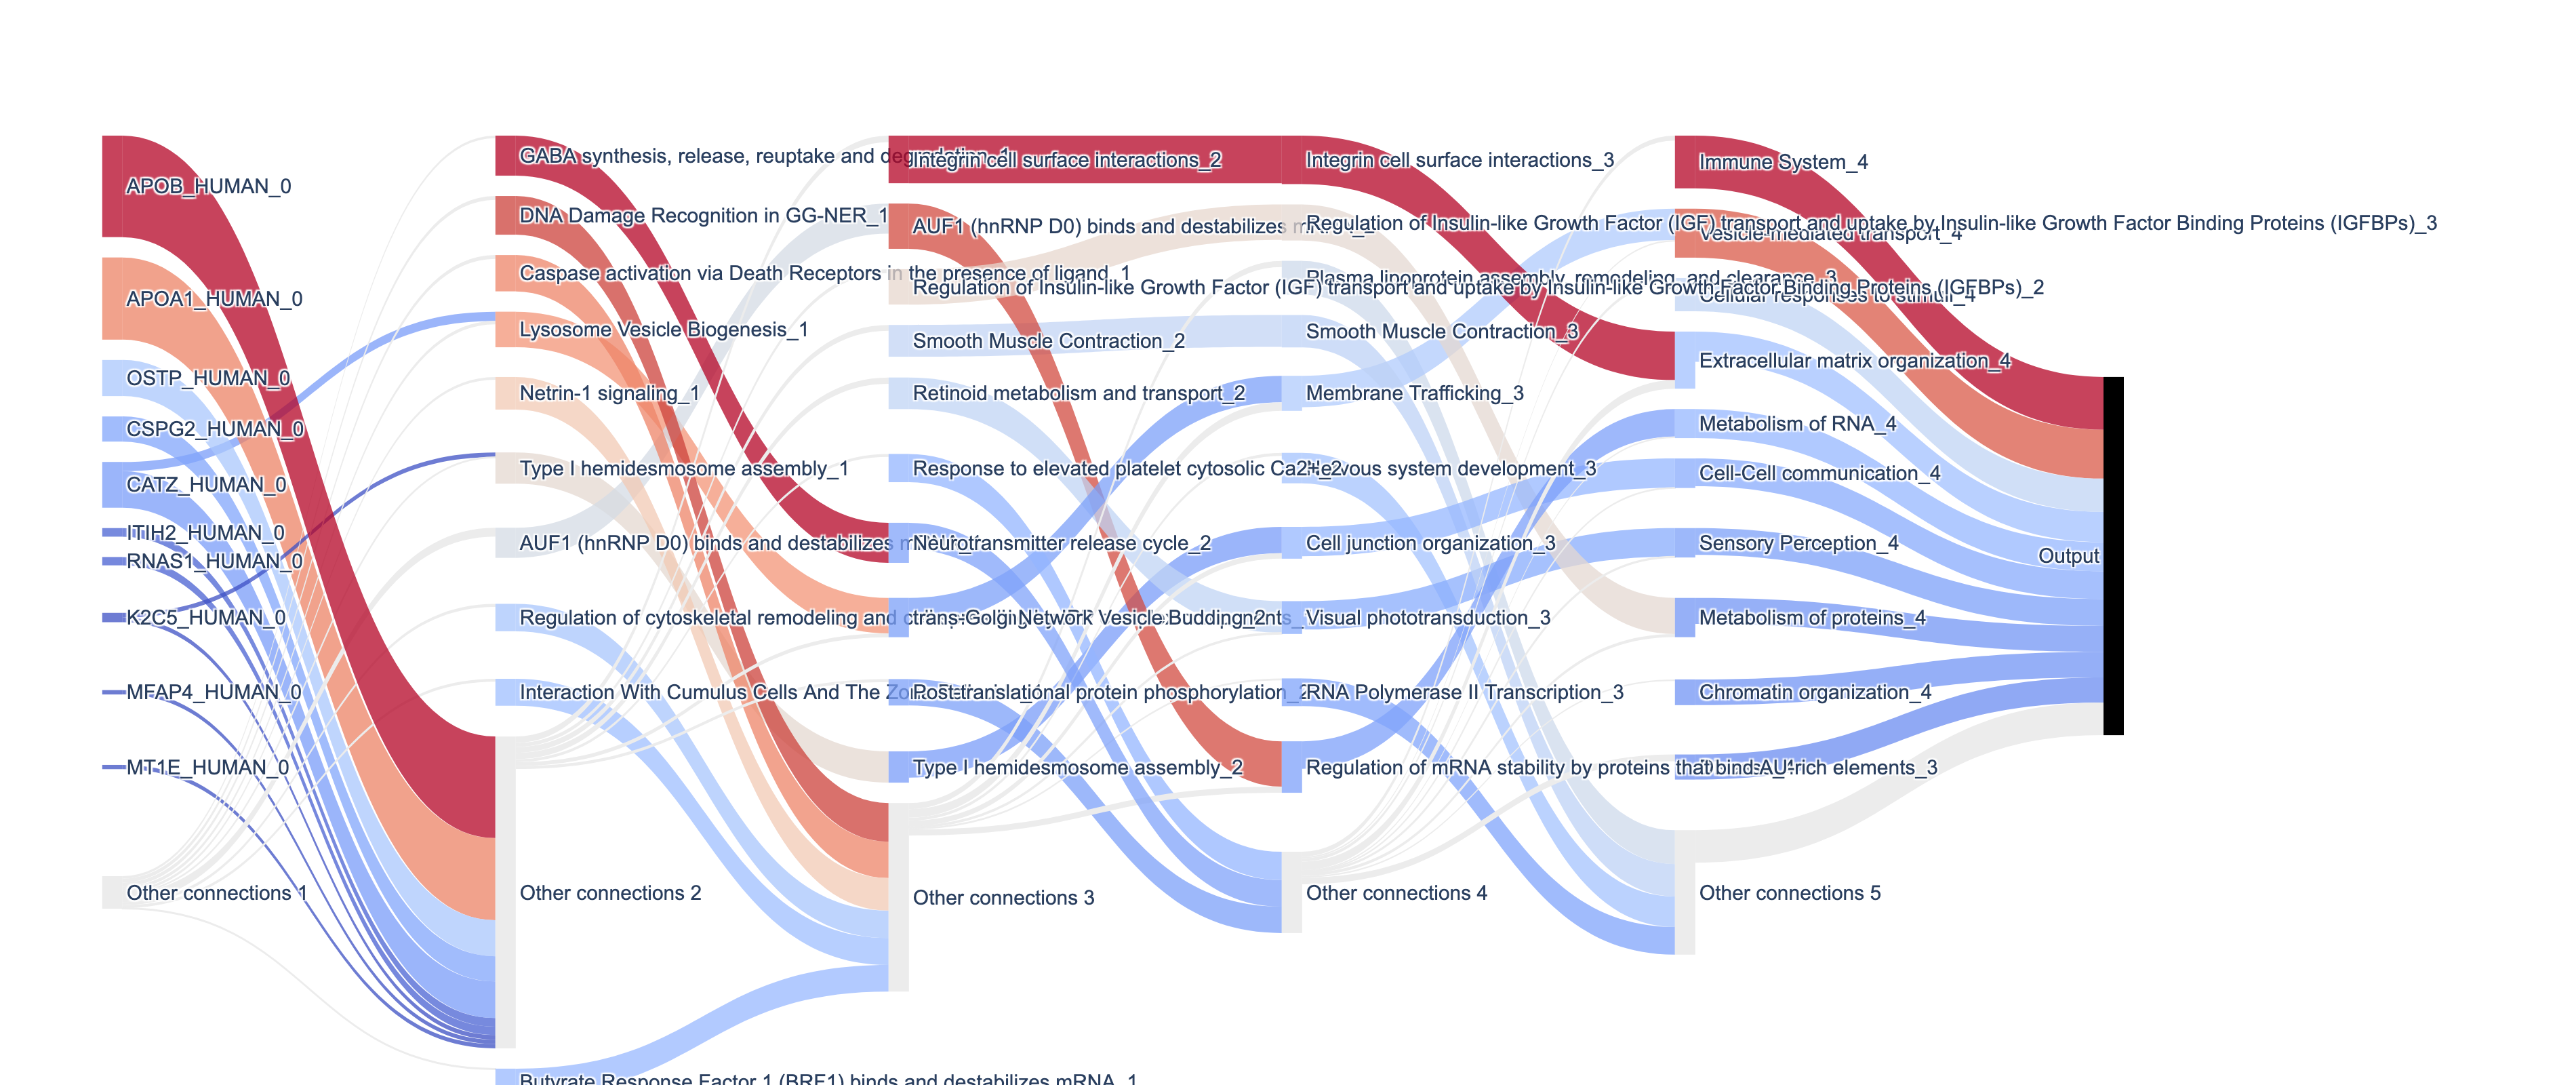 APOB_HUMAN_0
APOA1_HUMAN_0
OSTP_HUMAN_0
CSPG2_HUMAN_0
CATZ_HUMAN_0
ITIH2_HUMAN_0
RNAS1_HUMAN_0
K2C5_HUMAN_0
MFAP4_HUMAN_0
MT1E_HUMAN_0
Other connections 1
GABA synthesis, release, reuptake and degradation_1
DNA Damage Recognition in GG-NER_1
Caspase activation via Death Receptors in the presence of ligand_1
Lysosome Vesicle Biogenesis_1
Netrin-1 signaling_1
Type I hemidesmosome assembly_1
AUF1 (hnRNP D0) binds and destabilizes
Regulation of cytoskeletal remodeling and
Interaction With Cumulus Cells And The
Other connections 2
Butyrate Response Factor 1 (BRF1) binds and destabilizes mRNA_1
Integrin cell surface interactions_2
AUF1 (hnRNP D0) binds and destabilizes
Regulation of Insulin-like Growth Factor (IGF) transport and uptake by Insulin-like Growth Factor Binding Proteins (IGFBPs)_2
Smooth Muscle Contraction_2
Retinoid metabolism and transport_2
Response to elevated platelet cytosolic Ca2+_2
Neurotransmitter release cycle_2
trans-Golgi Network Vesicle Budding_2
Post-translational protein phosphorylation_2
Type I hemidesmosome assembly_2
Other connections 3
Integrin cell surface interactions_3
Regulation of Insulin-like Growth Factor (IGF) transport and uptake by Insulin-like Growth Factor Binding Proteins (IGFBPs)_3
Plasma lipoprotein assembly, remodeling, and clearance_3
Smooth Muscle Contraction_3
Membrane Trafficking_3
Nervous system development_3
Cell junction organization_3
Visual phototransduction_3
RNA Polymerase II Transcription_3
Regulation of mRNA stability by proteins that bind AU-rich elements_3
Other connections 4
Immune System_4
Vesicle-mediated transport_4
Cellular responses to stimuli_4
Extracellular matrix organization_4
Metabolism of RNA_4
Cell-Cell communication_4
Sensory Perception_4
Metabolism of proteins_4
Chromatin organization_4
Other connections 5
Output